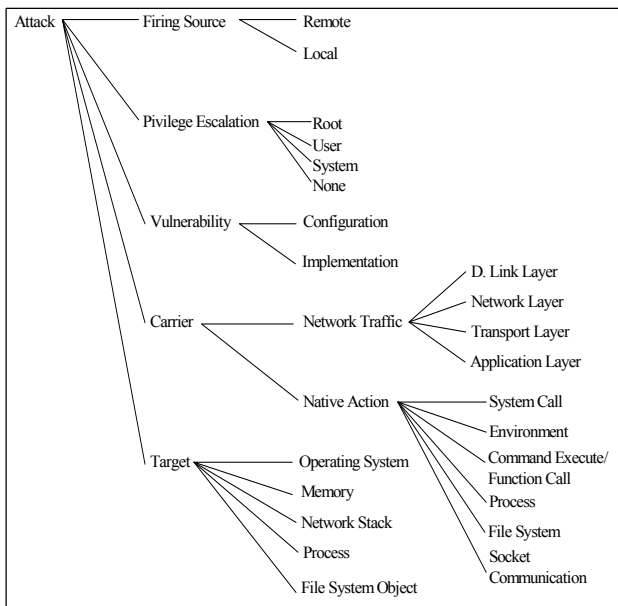 Attack
Firing Source
Remote
Local
Pivilege Escalation
Root
User
System
None
Vulnerability
Configuration
Implementation
Carrier
Network Traffic
D. Link Layer
Network Layer
Transport Layer
Application Layer
Native Action
System Call
Environment
Command Execute/
Function Call
Process
File System
Socket
Communication
Target
Operating System
Memory
Network Stack
Process
File System Object